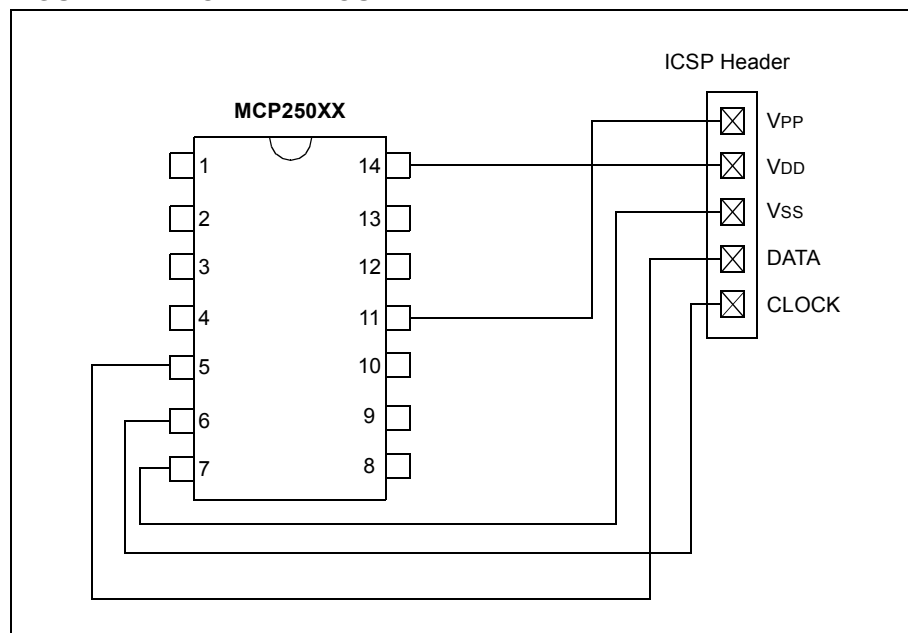 ICSP Header
MCP250XX
VPP
VDD
VSS
DATA
CLOCK
1
2
3
4
5
6
7
14
13
12
11
10
9
8